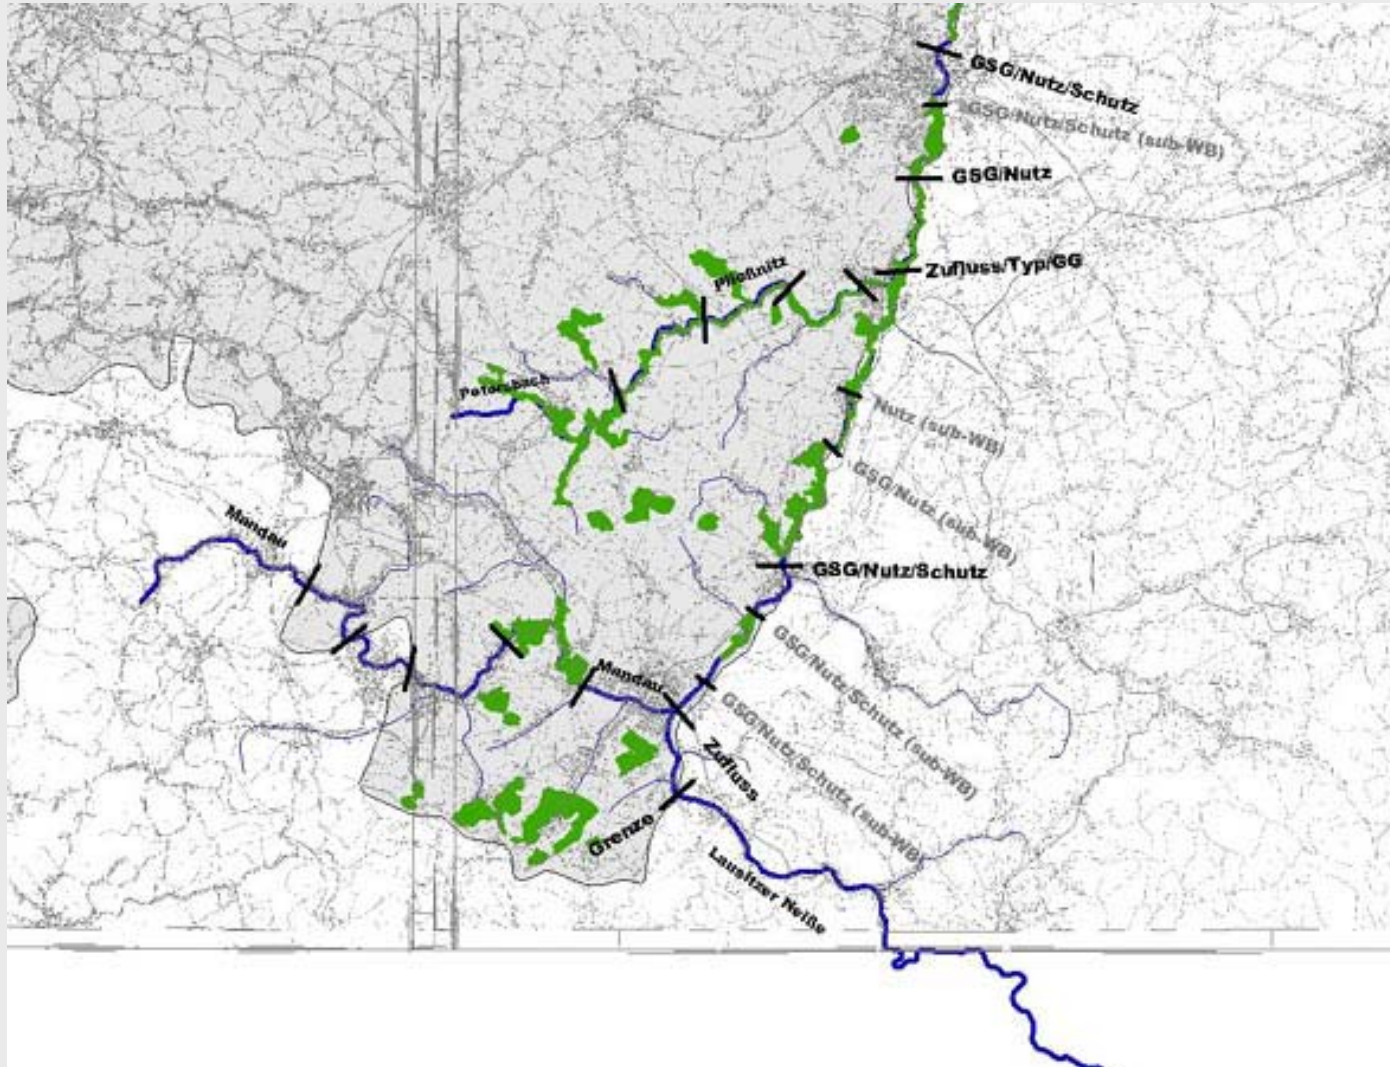 GSG/Nutz/Schutz
GSG/Nutz/Schutz (sub-WB)
GSG/Nutz
Zufluss/Typ/GG
Pließnitz
Petersbach
Nutz (sub-WB)
GSG/Nutz (sub-WB)
Mandau
GSG/Nutz/Schutz
GSG/Nutz/Schutz (sub-WB)
Mandau
GSG/Nutz/Schutz (sub-WB)
Zufluss
Grenze
Lausitzer Neiße